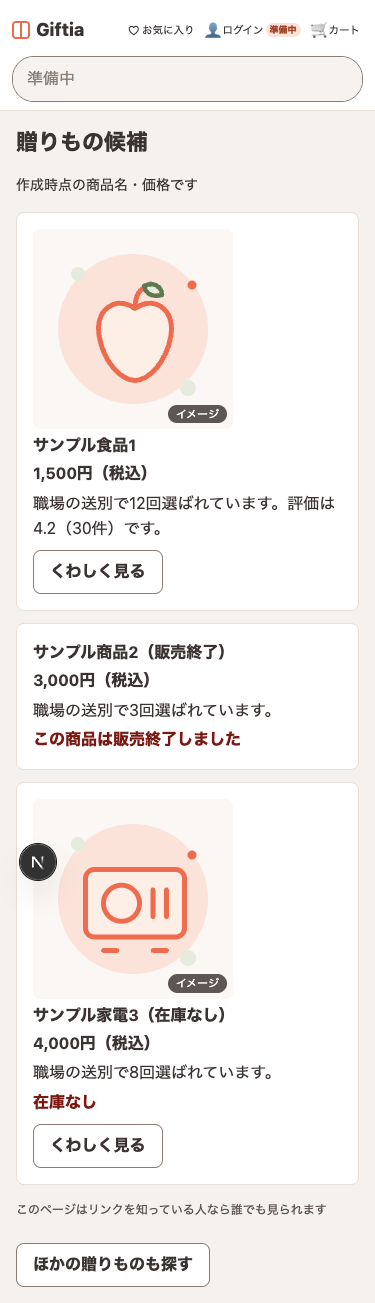 Giftia
お気に入り
ログイン 準備中
カート
準備中
贈りもの候補
作成時点の商品名・価格です
イメージ
サンプル食品1
1,500円（税込）
職場の送別で12回選ばれています。評価は
4.2（30件）です。
くわしく見る
サンプル商品2（販売終了）
3,000円（税込）
職場の送別で3回選ばれています。
この商品は販売終了しました
N
イメージ
サンプル家電3（在庫なし）
4,000円（税込）
職場の送別で8回選ばれています。
在庫なし
くわしく見る
このページはリンクを知っている人なら誰でも見られます
ほかの贈りものも探す